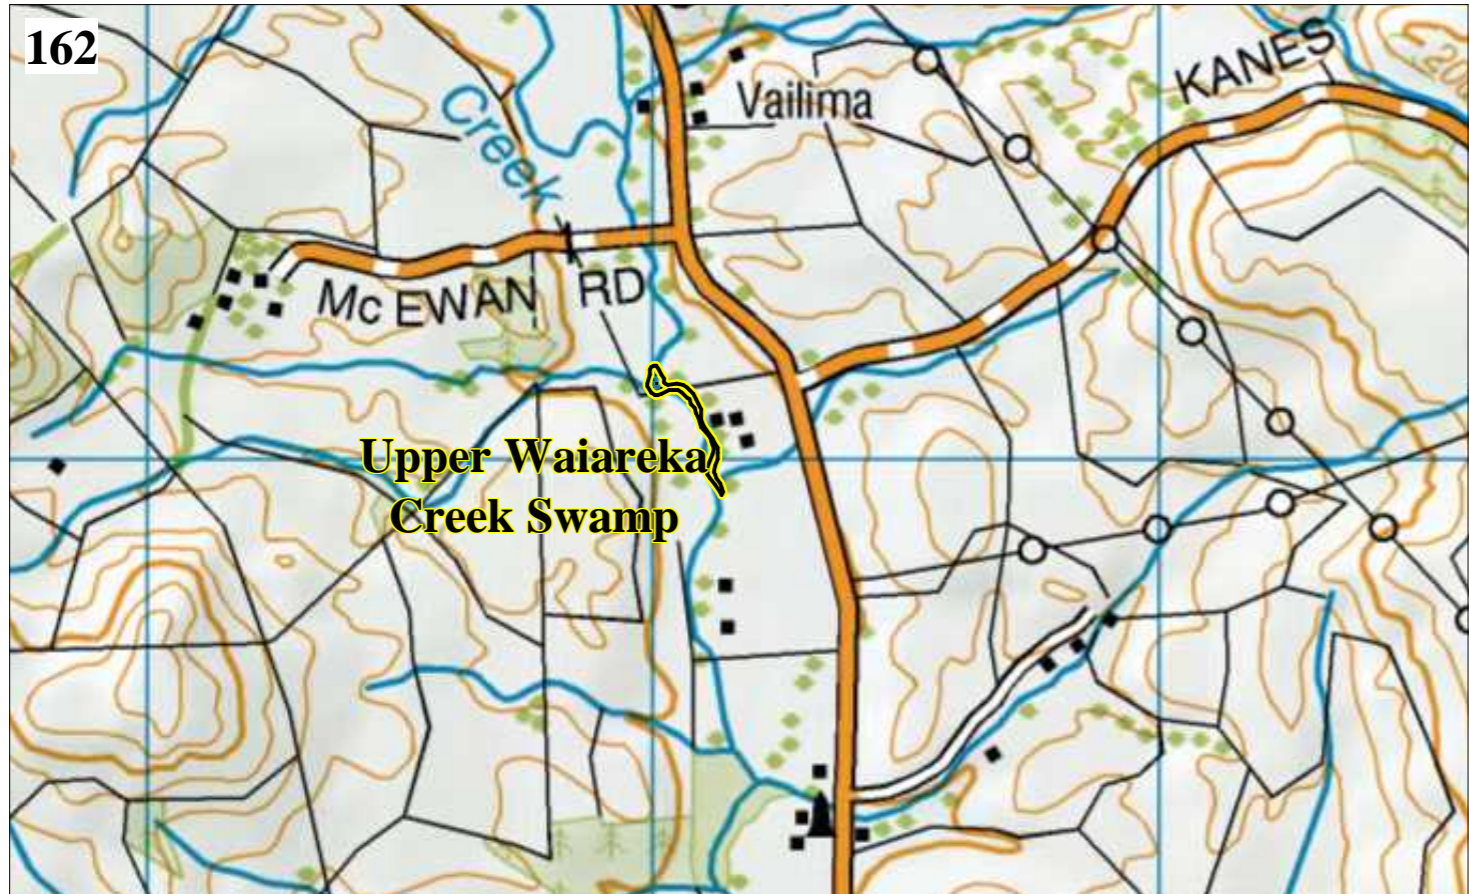 162
KANES
Vailima
Creek
Mc EWAN RD
Upper Waiareka
Creek Swamp